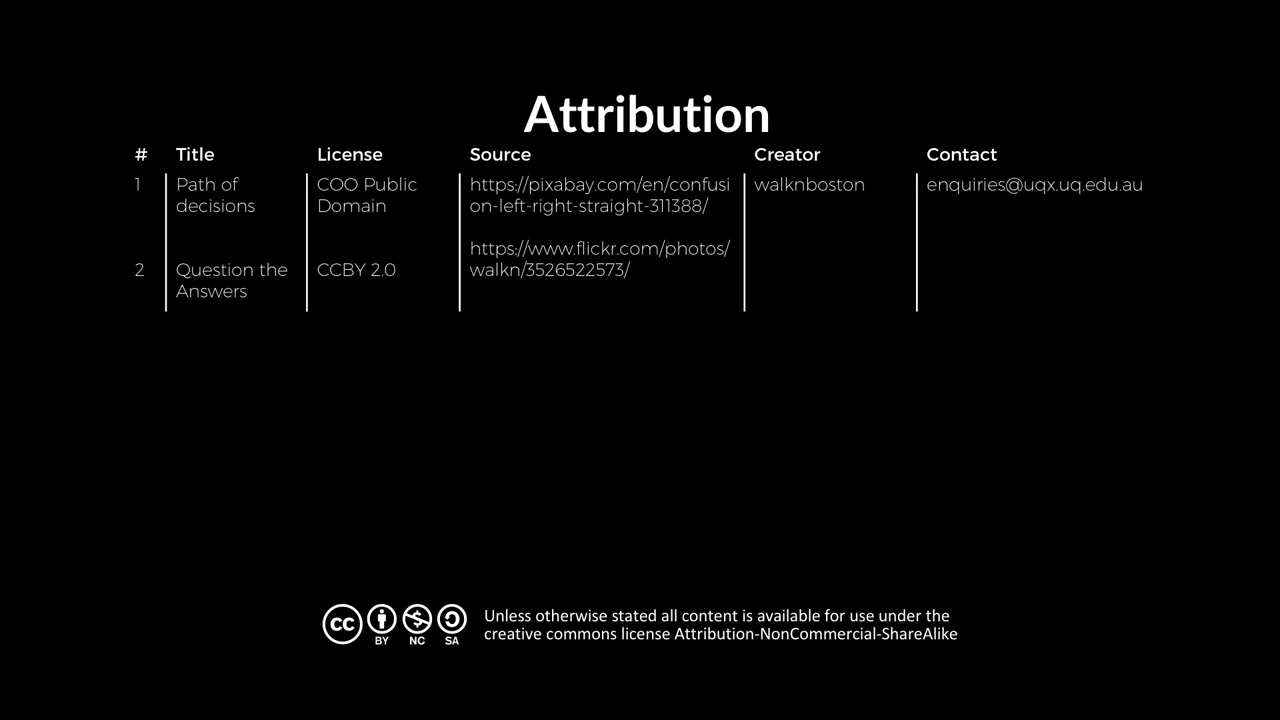 Attribution
# Title License Source Creator Contact
1 Path of COO Public https://pixabay.com/en/confusi walknboston enquiries@uqx.uq.edu.au
decisions Domain on-left-right-straight-311388/
https://www.flickr.com/photos/
2 Question the CCBY 2.0 walkn/3526522573/
Answers
cc BY NC SA
Unless otherwise stated all content is available for use under the
creative commons license Attribution-NonCommercial-ShareAlike